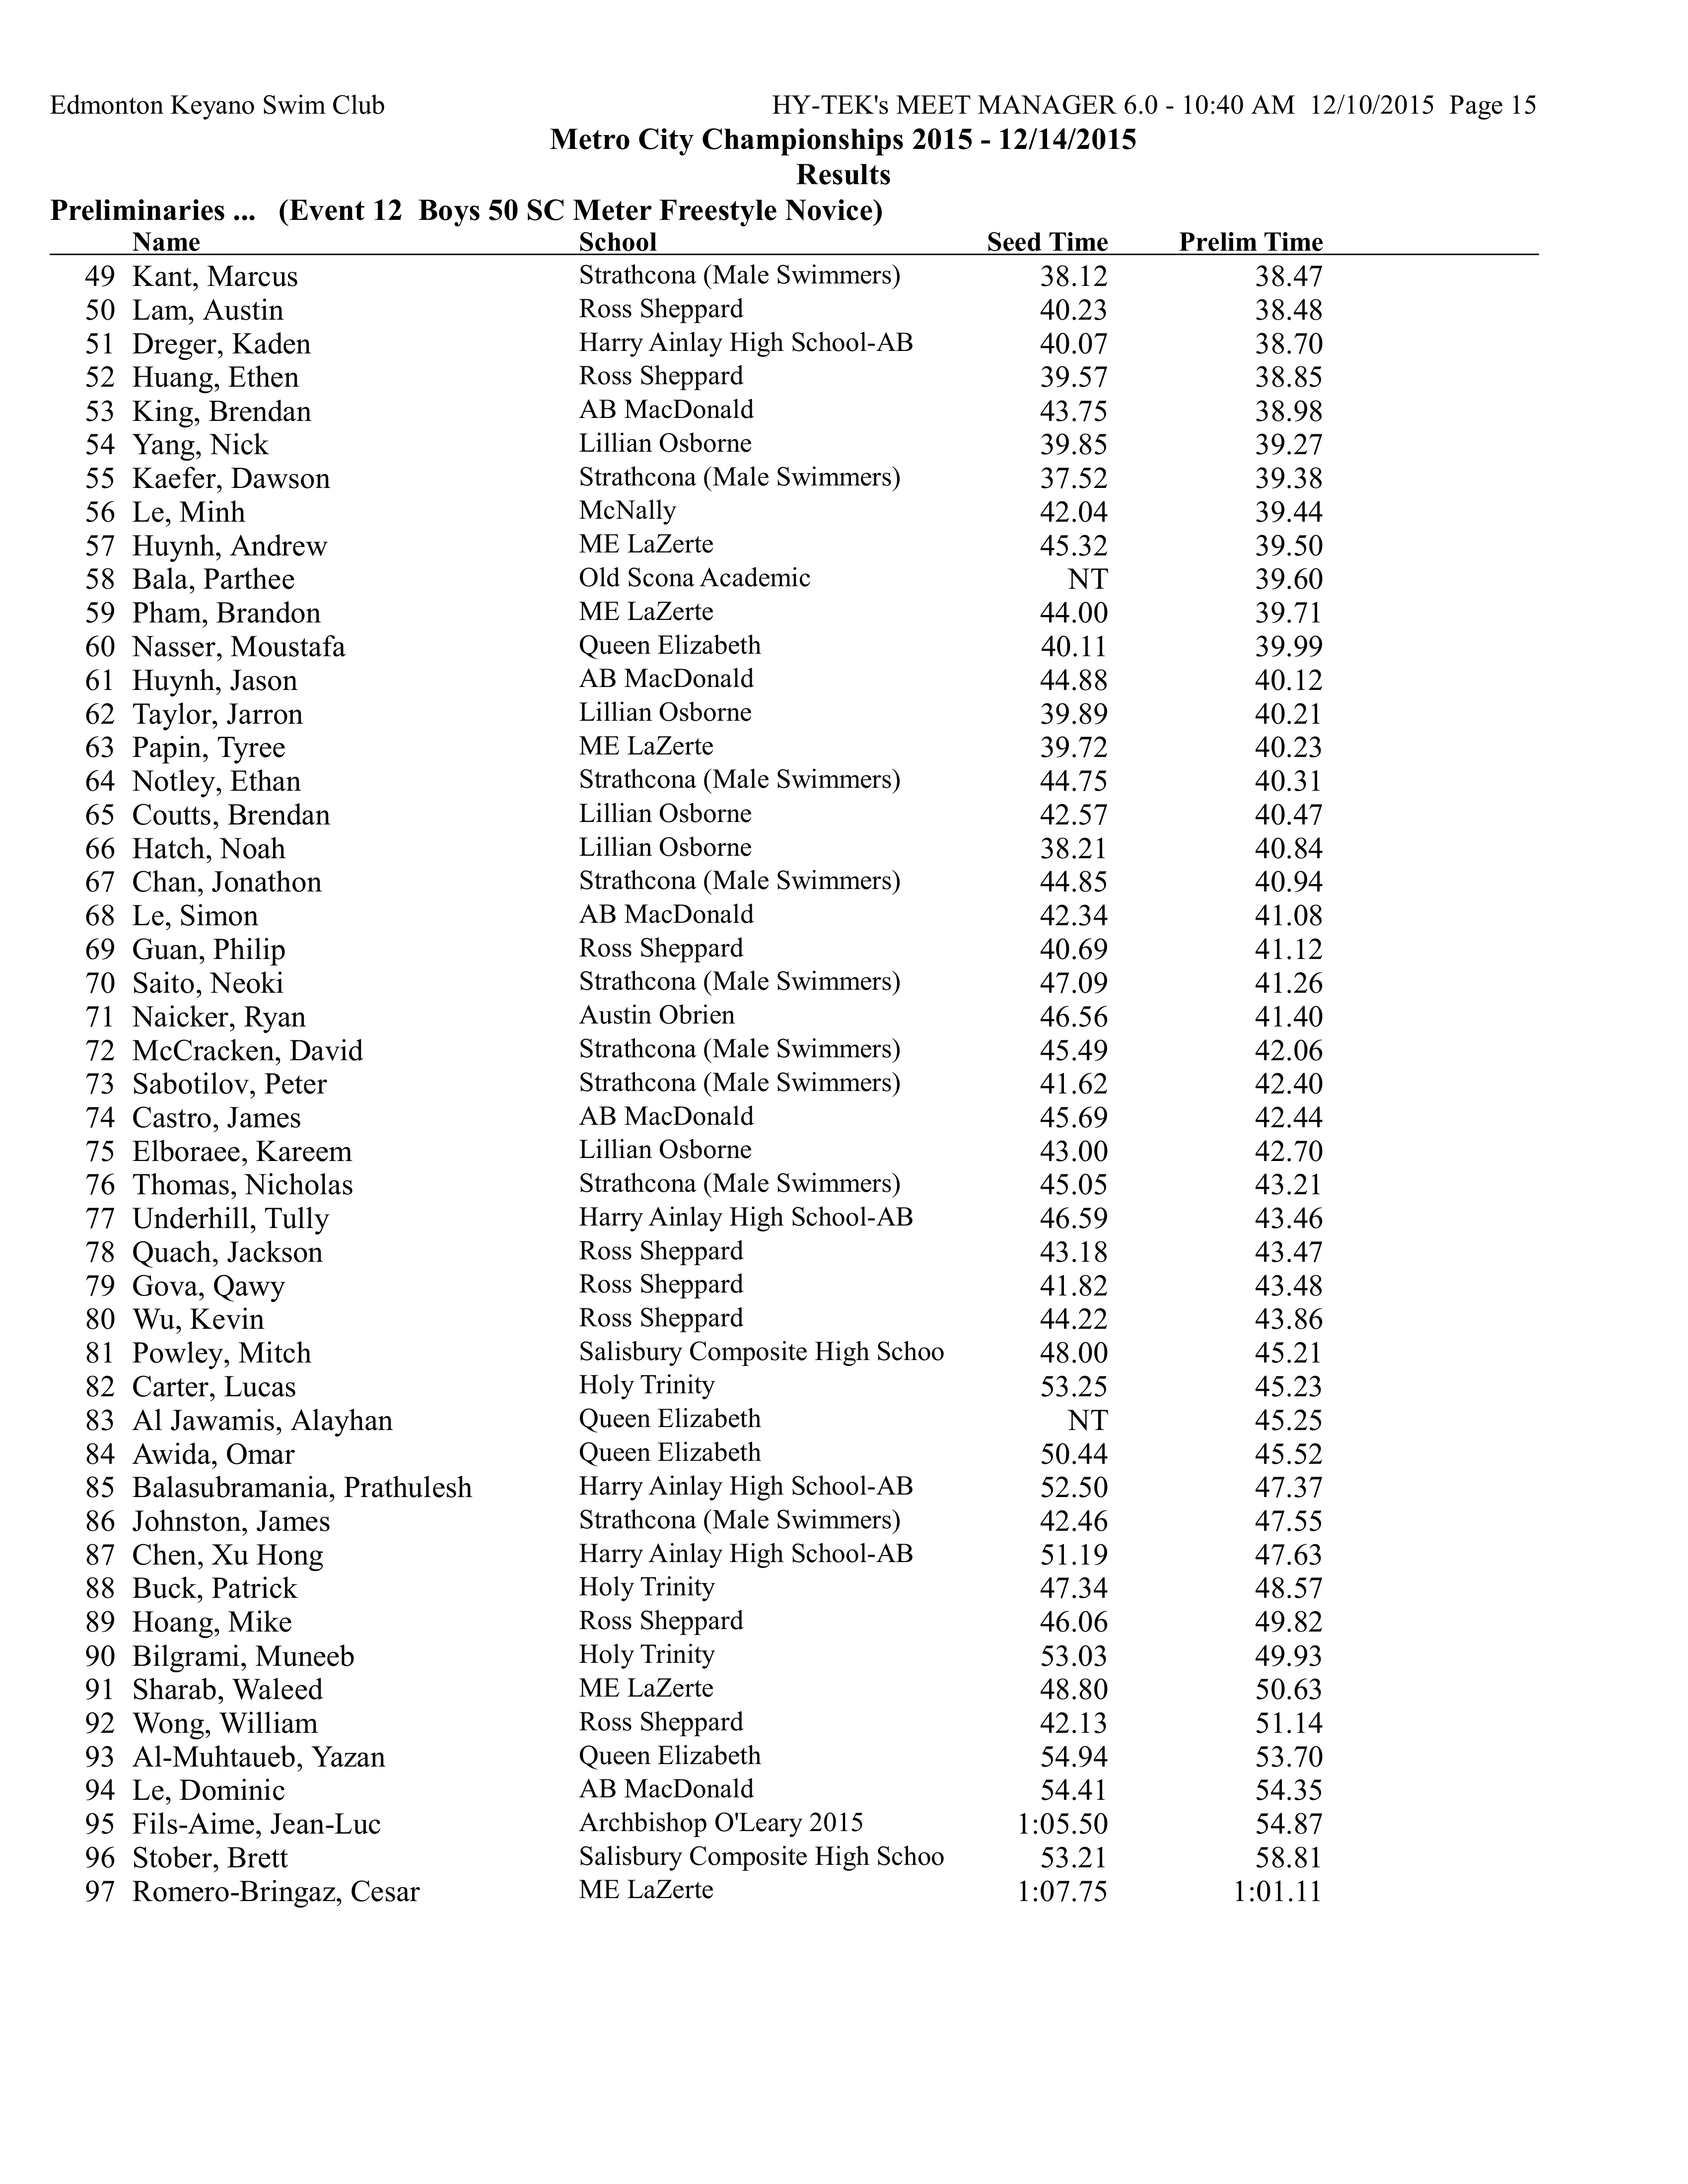 Edmonton Keyano Swim Club HY-TEK's MEET MANAGER 6.0 - 10:40 AM 12/10/2015 Page 15
Metro City Championships 2015 - 12/14/2015
Results
Preliminaries ... (Event 12 Boys 50 SC Meter Freestyle Novice)
Name School Seed Time Prelim Time
49 Kant, Marcus Strathcona (Male Swimmers) 38.12 38.47
50 Lam, Austin Ross Sheppard 40.23 38.48
51 Dreger, Kaden Harry Ainlay High School-AB 40.07 38.70
52 Huang, Ethen Ross Sheppard 39.57 38.85
53 King, Brendan AB MacDonald 43.75 38.98
54 Yang, Nick Lillian Osborne 39.85 39.27
55 Kaefer, Dawson Strathcona (Male Swimmers) 37.52 39.38
56 Le, Minh McNally 42.04 39.44
57 Huynh, Andrew ME LaZerte 45.32 39.50
58 Bala, Parthee Old Scona Academic NT 39.60
59 Pham, Brandon ME LaZerte 44.00 39.71
60 Nasser, Moustafa Queen Elizabeth 40.11 39.99
61 Huynh, Jason AB MacDonald 44.88 40.12
62 Taylor, Jarron Lillian Osborne 39.89 40.21
63 Papin, Tyree ME LaZerte 39.72 40.23
64 Notley, Ethan Strathcona (Male Swimmers) 44.75 40.31
65 Coutts, Brendan Lillian Osborne 42.57 40.47
66 Hatch, Noah Lillian Osborne 38.21 40.84
67 Chan, Jonathon Strathcona (Male Swimmers) 44.85 40.94
68 Le, Simon AB MacDonald 42.34 41.08
69 Guan, Philip Ross Sheppard 40.69 41.12
70 Saito, Neoki Strathcona (Male Swimmers) 47.09 41.26
71 Naicker, Ryan Austin Obrien 46.56 41.40
72 McCracken, David Strathcona (Male Swimmers) 45.49 42.06
73 Sabotilov, Peter Strathcona (Male Swimmers) 41.62 42.40
74 Castro, James AB MacDonald 45.69 42.44
75 Elboraee, Kareem Lillian Osborne 43.00 42.70
76 Thomas, Nicholas Strathcona (Male Swimmers) 45.05 43.21
77 Underhill, Tully Harry Ainlay High School-AB 46.59 43.46
78 Quach, Jackson Ross Sheppard 43.18 43.47
79 Gova, Qawy Ross Sheppard 41.82 43.48
80 Wu, Kevin Ross Sheppard 44.22 43.86
81 Powley, Mitch Salisbury Composite High Schoo 48.00 45.21
82 Carter, Lucas Holy Trinity 53.25 45.23
83 Al Jawamis, Alayhan Queen Elizabeth NT 45.25
84 Awida, Omar Queen Elizabeth 50.44 45.52
85 Balasubramania, Prathulesh Harry Ainlay High School-AB 52.50 47.37
86 Johnston, James Strathcona (Male Swimmers) 42.46 47.55
87 Chen, Xu Hong Harry Ainlay High School-AB 51.19 47.63
88 Buck, Patrick Holy Trinity 47.34 48.57
89 Hoang, Mike Ross Sheppard 46.06 49.82
90 Bilgrami, Muneeb Holy Trinity 53.03 49.93
91 Sharab, Waleed ME LaZerte 48.80 50.63
92 Wong, William Ross Sheppard 42.13 51.14
93 Al-Muhtaueb, Yazan Queen Elizabeth 54.94 53.70
94 Le, Dominic AB MacDonald 54.41 54.35
95 Fils-Aime, Jean-Luc Archbishop O'Leary 2015 1:05.50 54.87
96 Stober, Brett Salisbury Composite High Schoo 53.21 58.81
97 Romero-Bringaz, Cesar ME LaZerte 1:07.75 1:01.11